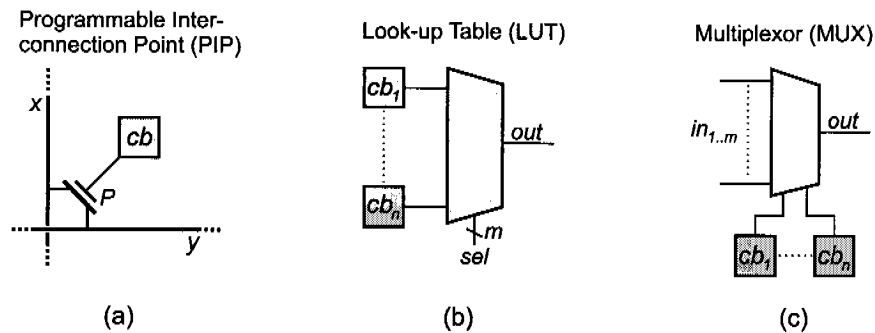 Programmable Inter-
connection Point (PIP)
x
cb
P
y
(a)
Look-up Table (LUT)
cb1
out
cbn
m
sel
(b)
Multiplexor (MUX)
in1..m
out
cb1
cbn
(c)